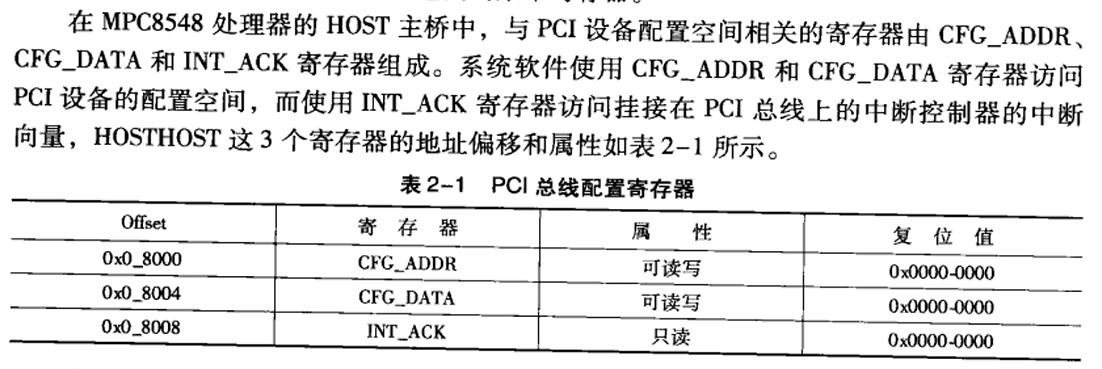 在 MPC8548 处理器的 HOST 主桥中，与 PCI 设备配置空间相关的寄存器由 CFG_ADDR、
CFG_DATA 和 INT_ACK 寄存器组成。系统软件使用 CFG_ADDR 和 CFG_DATA 寄存器访问
PCI 设备的配置空间，而使用 INT_ACK 寄存器访问挂接在 PCI 总线上的中断控制器的中断
向量，HOSTHOST 这 3 个寄存器的地址偏移和属性如表 2-1 所示。
表 2-1 PCI 总线配置寄存器
Offset 寄存器 属性 复位值
0x0_8000 CFG_ADDR 可读写 0x0000-0000
0x0_8004 CFG_DATA 可读写 0x0000-0000
0x0_8008 INT_ACK 只读 0x0000-0000